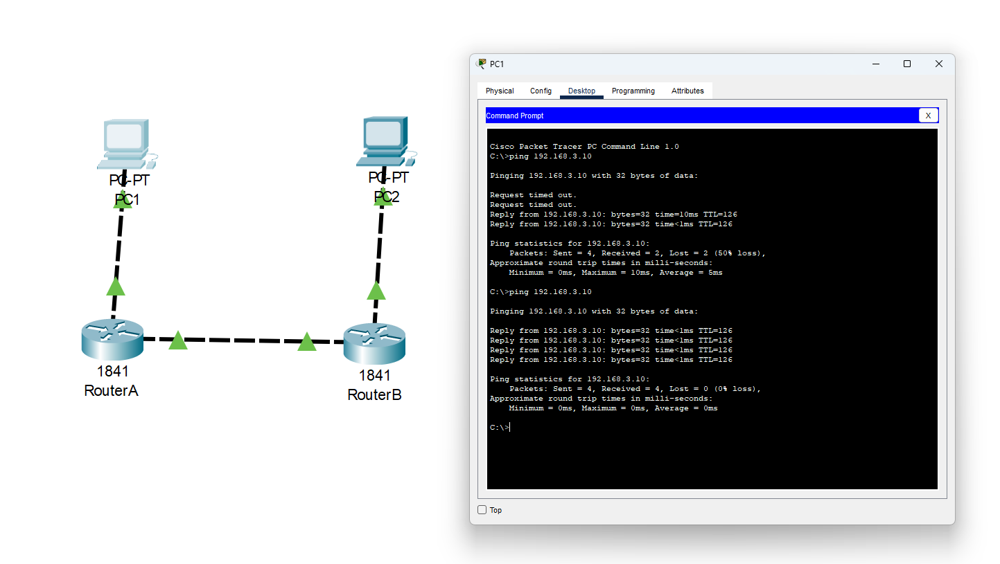 PC-PT
PC1
PC-PT
PC2
1841
RouterA
1841
RouterB
PC1
Physical Config Desktop Programming Attributes
Command Prompt X
Cisco Packet Tracer PC Command Line 1.0
C:\>ping 192.168.3.10
Pinging 192.168.3.10 with 32 bytes of data:
Request timed out.
Request timed out.
Reply from 192.168.3.10: bytes=32 time=10ms TTL=126
Reply from 192.168.3.10: bytes=32 time<1ms TTL=126
Ping statistics for 192.168.3.10:
Packets: Sent = 4, Received = 2, Lost = 2 (50% loss),
Approximate round trip times in milli-seconds:
Minimum = 0ms, Maximum = 10ms, Average = 5ms
C:\>ping 192.168.3.10
Pinging 192.168.3.10 with 32 bytes of data:
Reply from 192.168.3.10: bytes=32 time<1ms TTL=126
Reply from 192.168.3.10: bytes=32 time<1ms TTL=126
Reply from 192.168.3.10: bytes=32 time<1ms TTL=126
Reply from 192.168.3.10: bytes=32 time<1ms TTL=126
Ping statistics for 192.168.3.10:
Packets: Sent = 4, Received = 4, Lost = 0 (0% loss),
Approximate round trip times in milli-seconds:
Minimum = 0ms, Maximum = 0ms, Average = 0ms
C:\>
Top